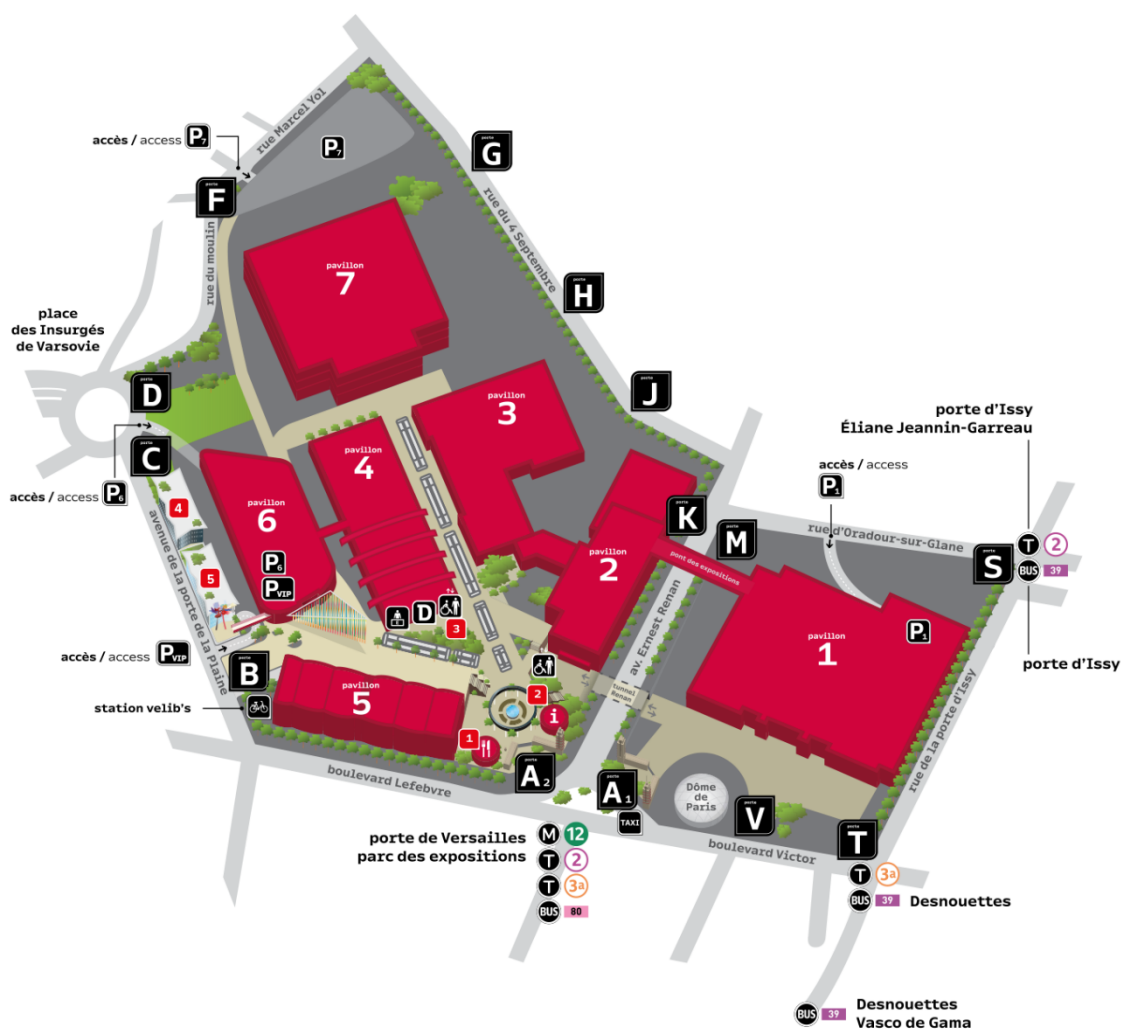 rue Marcel Yol
accès / access P7
P7
porte
G
porte
F
rue du 4 Septembre
rue du moulin
pavillon
7
porte
H
place
des Insurgés
de Varsovie
porte
D
porte
J
pavillon
3
porte d'Issy
Éliane Jeannin-Garreau
porte
C
pavillon
4
accès / access
P1
accès / access P6
4
pavillon
6
porte
K
porte
M
rue d'Oradour-sur-Glane
T 2
BUS 39
porte
S
avenue de la porte de la Plaine
P6
PVIP
pavillon
2
pont des expositions
5
D
3
P1
pavillon
1
av. Ernest Renan
porte d'Issy
accès / access PVIP
porte
B
pavillon
5
station velib's
2
i
1
tunnel
Renan
rue de la porte d'Issy
porte
A2
porte
A1
TAXI
Dôme
de
Paris
porte
V
porte
T
boulevard Lefebvre
boulevard Victor
porte de Versailles
parc des expositions
M 12
T 2
T 3a
BUS 80
T 3a
BUS 39 Desnouettes
BUS 39 Desnouettes
Vasco de Gama